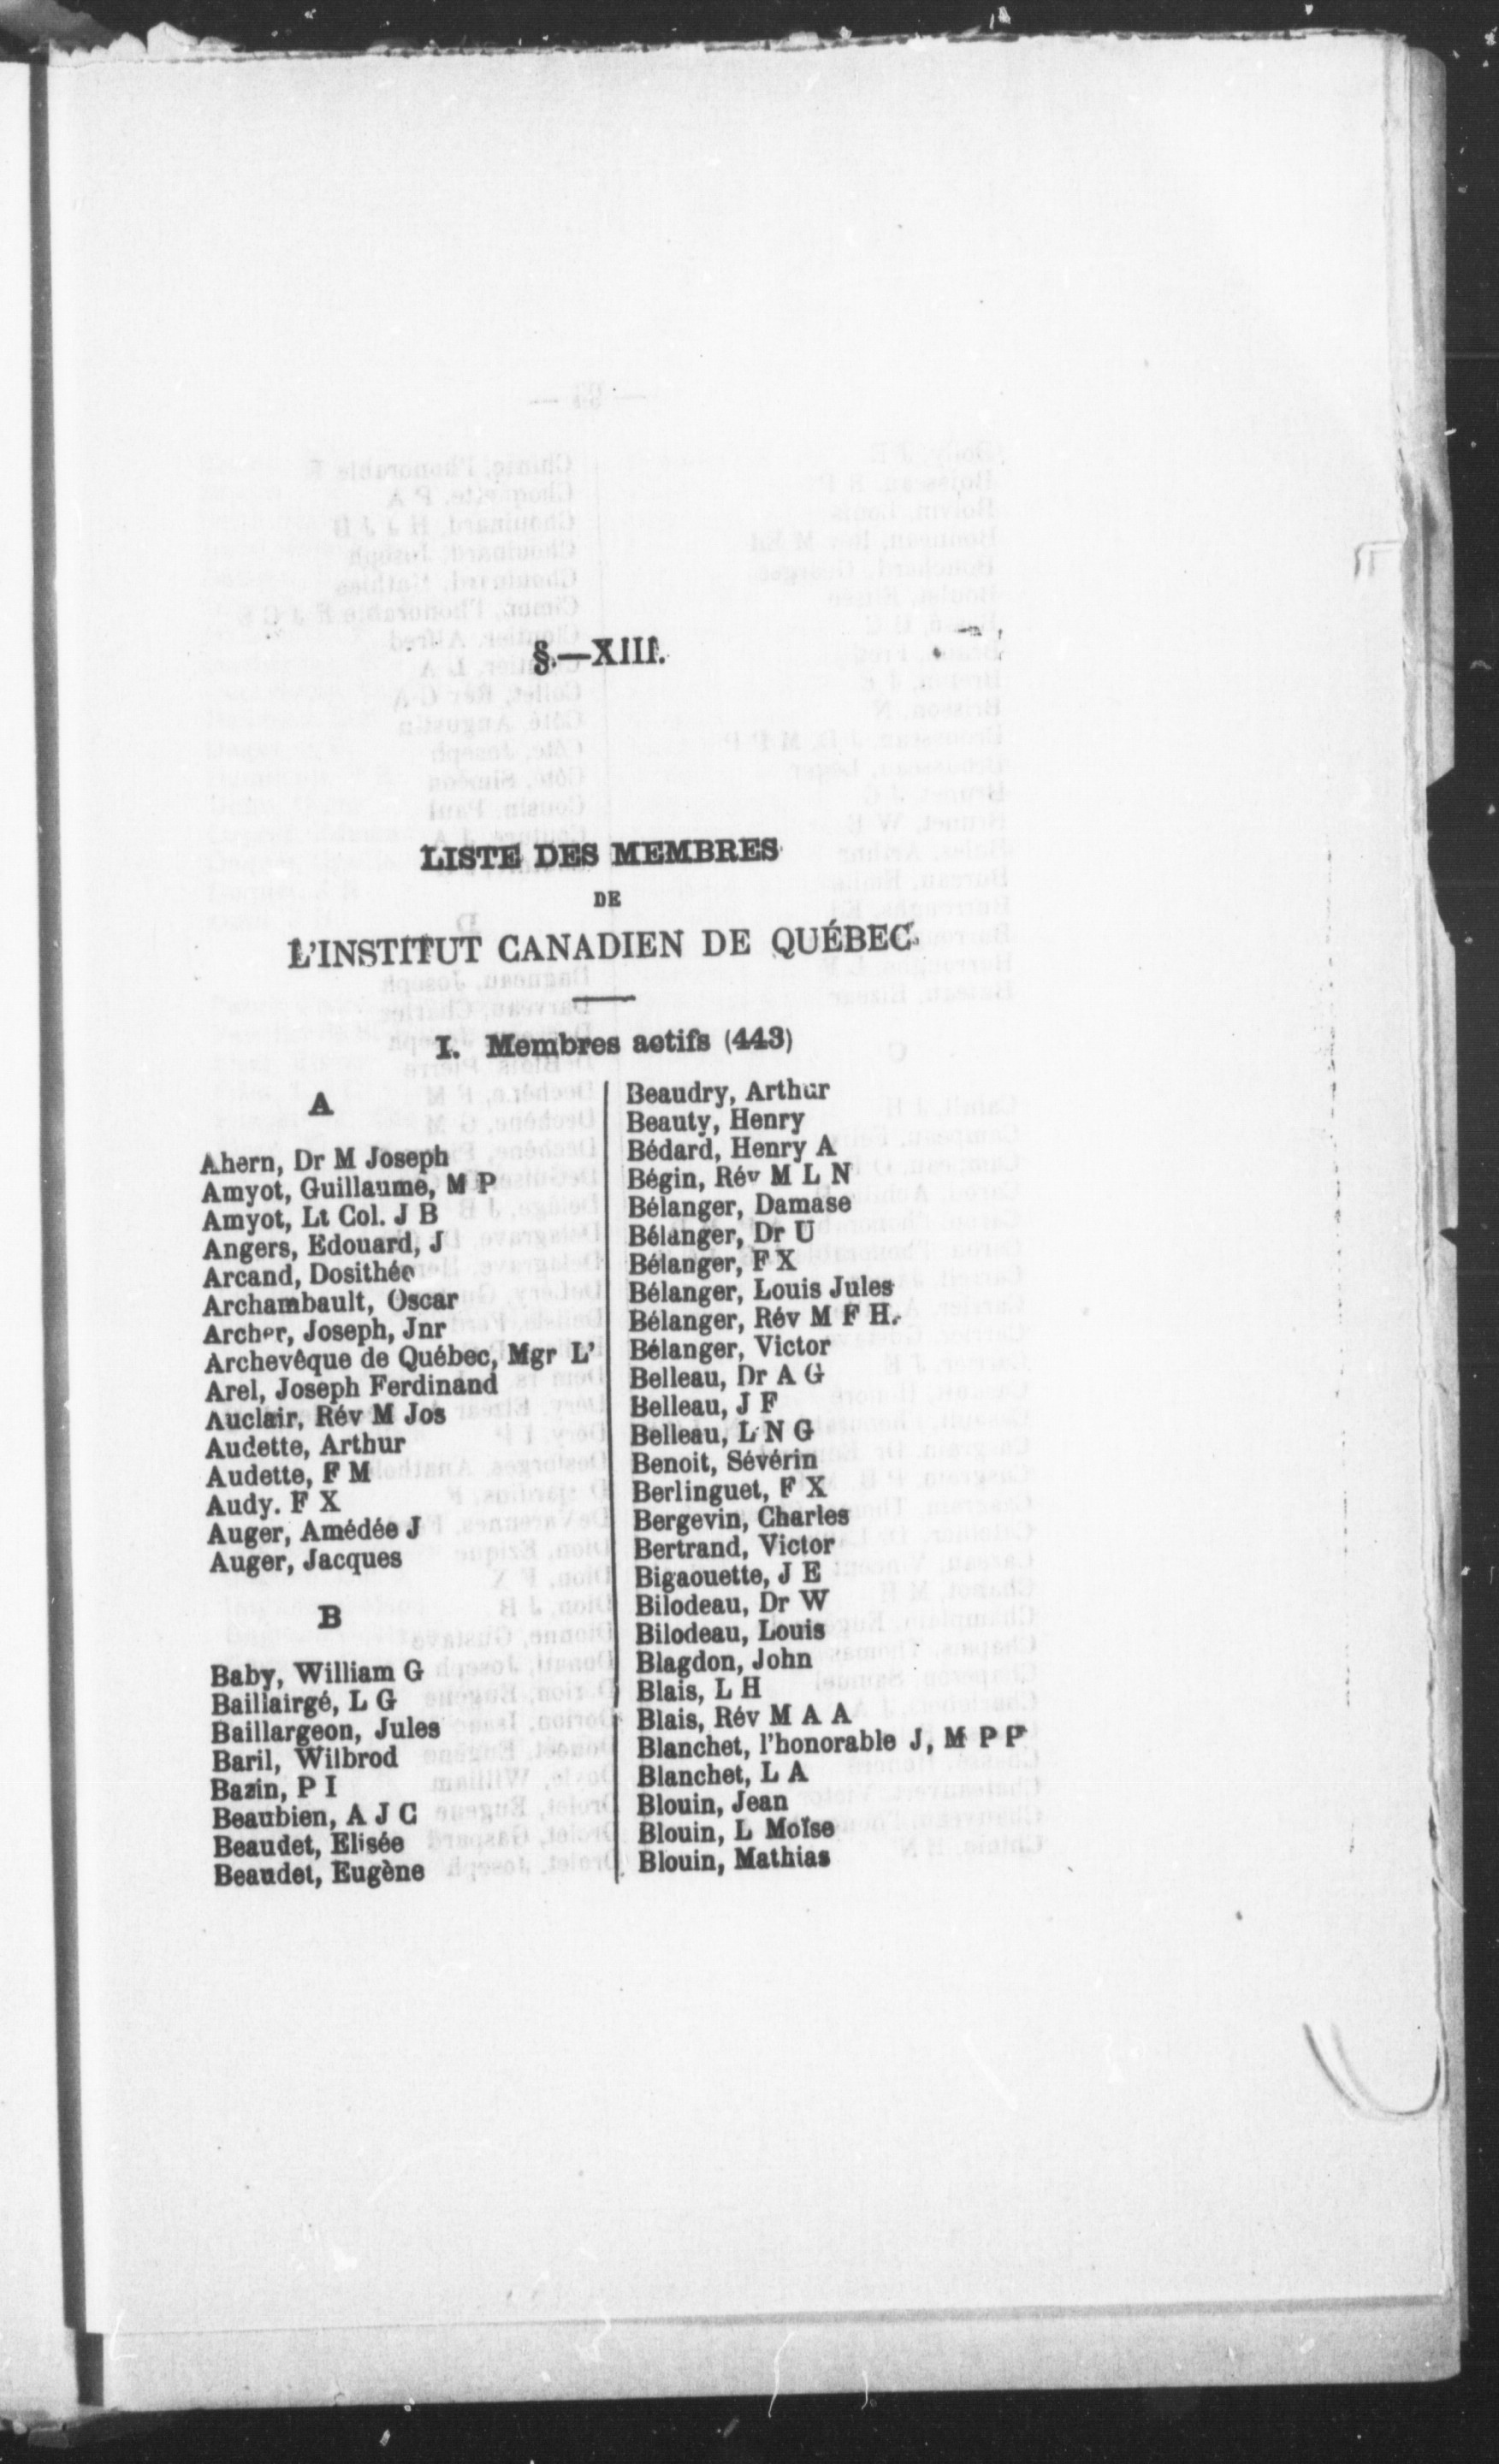 §.—XIII.
LISTE DES MEMBRES
DE
L'INSTITUT CANADIEN DE QUÉBEC
I. Membres actifs (443)
A
Ahern, Dr M Joseph
Amyot, Guillaume, M P
Amyot, Lt Col. J B
Angers, Edouard, J
Arcand, Dosithée
Archambault, Oscar
Archer, Joseph, Jnr
Archevêque de Québec, Mgr L'
Arel, Joseph Ferdinand
Auclair, Rév M Jos
Audette, Arthur
Audette, F M
Audy. F X
Auger, Amédée J
Auger, Jacques
B
Baby, William G
Baillairgé, L G
Baillargeon, Jules
Baril, Wilbrod
Bazin, P I
Beaubien, A J C
Beaudet, Elisée
Beaudet, Eugène
Beaudry, Arthur
Beauty, Henry
Bédard, Henry A
Bégin, Rév M L N
Bélanger, Damase
Bélanger, Dr U
Bélanger, F X
Bélanger, Louis Jules
Bélanger, Rév M F H.
Bélanger, Victor
Belleau, Dr A G
Belleau, J F
Belleau, L N G
Benoit, Sévérin
Berlinguet, F X
Bergevin, Charles
Bertrand, Victor
Bigaouette, J E
Bilodeau, Dr W
Bilodeau, Louis
Blagdon, John
Blais, L H
Blais, Rév M A A
Blanchet, l'honorable J, M P P
Blanchet, L A
Blouin, Jean
Blouin, L Moïse
Blouin, Mathias